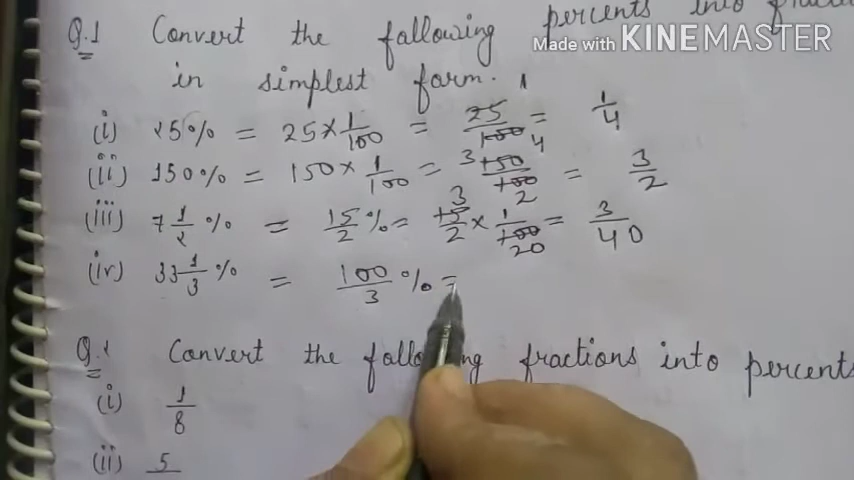 Q.1 Convert the following percents into
Made with KINEMASTER
in simplest form.
(i) 25% = 25 × 1/100 = 25/100 = 1/4
(ii) 150% = 150 × 1/100 = 150/100 = 3/2
(iii) 7 1/2 % = 15/2 % = 15/2 × 1/100 = 3/40
(iv) 33 1/3 % = 100/3 % =
Q.2 Convert the following fractions into percents
(i) 1/8
(ii) 5